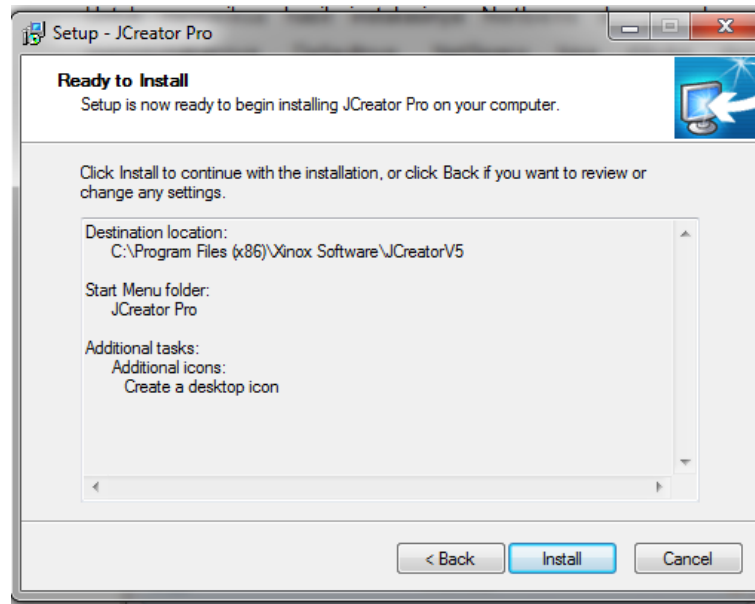 Setup - JCreator Pro
Ready to Install
Setup is now ready to begin installing JCreator Pro on your computer.
Click Install to continue with the installation, or click Back if you want to review or
change any settings.
Destination location:
C:\Program Files (x86)\Xinox Software\JCreatorV5
Start Menu folder:
JCreator Pro
Additional tasks:
Additional icons:
Create a desktop icon
< Back
Install
Cancel